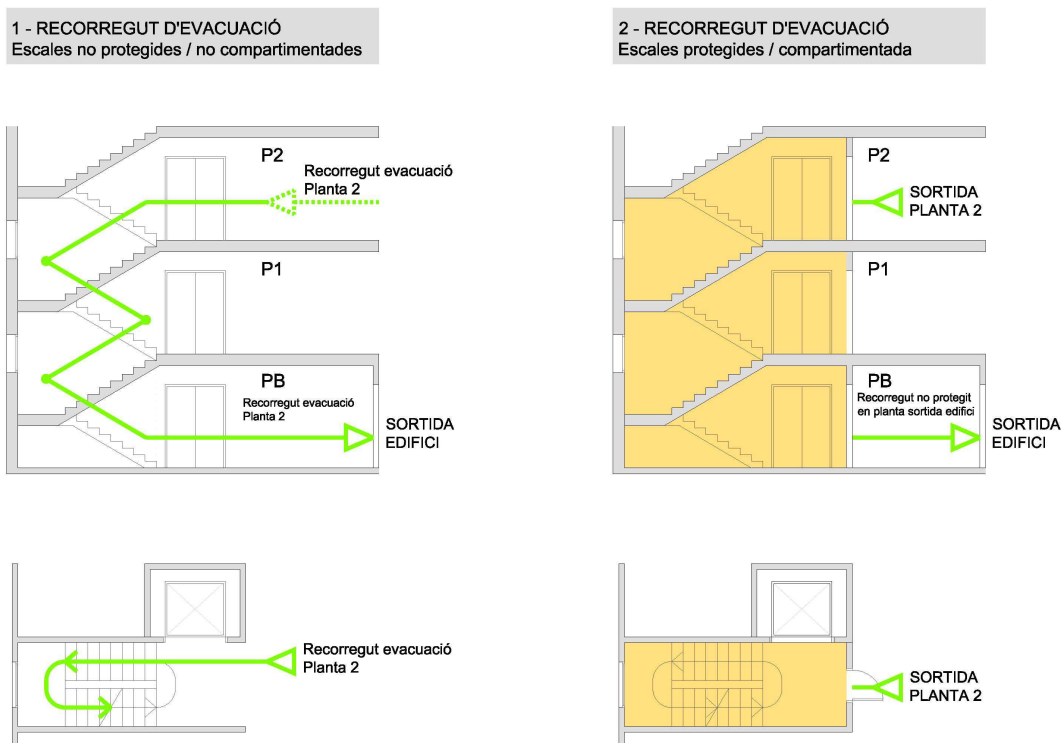 1 - RECORREGUT D'EVACUACIÓ
Escales no protegides / no compartimentades
P2
Recorregut evacuació
Planta 2
P1
PB
Recorregut evacuació
Planta 2
SORTIDA
EDIFICI
Recorregut evacuació
Planta 2
2 - RECORREGUT D'EVACUACIÓ
Escales protegides / compartimentada
P2
SORTIDA
PLANTA 2
P1
PB
Recorregut no protegit
en planta sortida edifici
SORTIDA
EDIFICI
SORTIDA
PLANTA 2